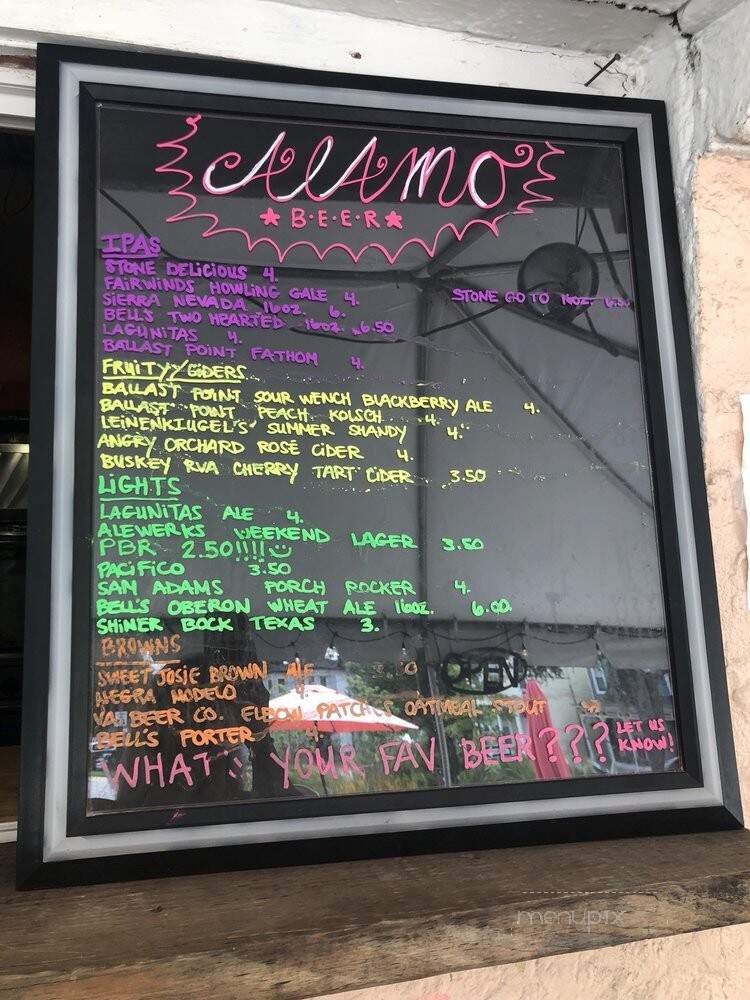 ALAMO
★ B·E·E·R ★
IPAS
STONE DELICIOUS 4.
FAIRWINDS HOWLING GALE 4.
STONE GO TO 16oz.
SIERRA NEVADA 16oz. 6.
BELL'S TWO HEARTED 16oz. 6.50
LAGUNITAS 4.
BALLAST POINT FATHOM 4.
FRUITYY/CIDERS
BALLAST POINT SOUR WENCH BLACKBERRY ALE 4.
BALLAST POINT PEACH KOLSCH 4.
LEINENKIUGEL'S SUMMER SHANDY 4.
ANGRY ORCHARD ROSÉ CIDER 4.
BUSKEY RVA CHERRY TART CIDER 3.50
LIGHTS
LAGUNITAS ALE 4.
ALEWERKS WEEKEND LAGER 3.50
PBR 2.50!!!!
PACIFICO 3.50
SAM ADAMS PORCH ROCKER 4.
BELL'S OBERON WHEAT ALE 16oz. 6.00
SHINER BOCK TEXAS 3.
BROWNS
SWEET JOSIE BROWN ALE
NEGRA MODELO 4.
VA BEER CO. ELBOW PATCHES OATMEAL STOUT
BELL'S PORTER 4.
WHAT'S YOUR FAV BEER??? LET US KNOW!
OPEN
menupix